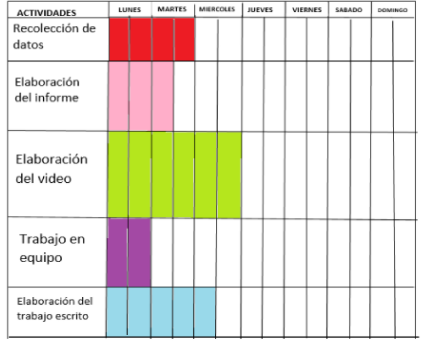 ACTIVIDADES LUNES MARTES MIERCOLES JUEVES VIERNES SABADO DOMINGO
Recolección de
datos
Elaboración
del informe
Elaboración
del video
Trabajo en
equipo
Elaboración del
trabajo escrito